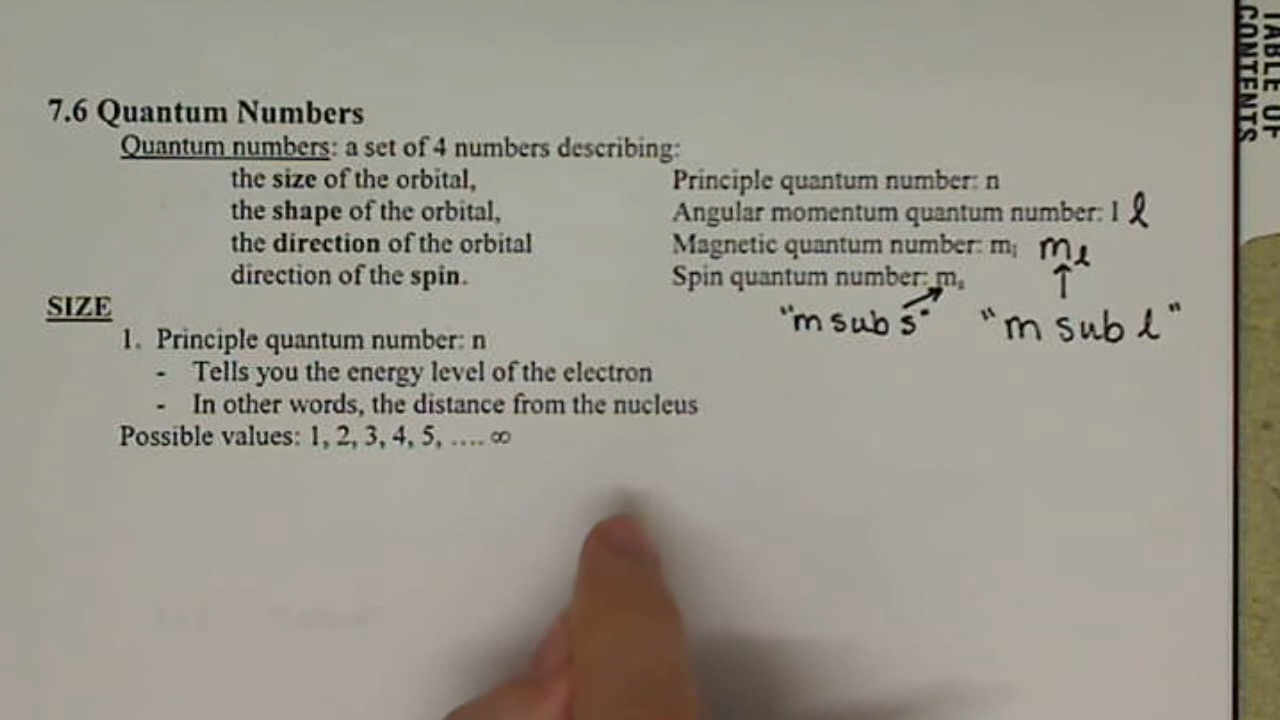 7.6 Quantum Numbers
Quantum numbers: a set of 4 numbers describing:
the size of the orbital, Principle quantum number: n
the shape of the orbital, Angular momentum quantum number: l ℓ
the direction of the orbital Magnetic quantum number: mₗ mℓ
direction of the spin. Spin quantum number: mₛ
"m sub s" "m sub ℓ"
SIZE
1. Principle quantum number: n
- Tells you the energy level of the electron
- In other words, the distance from the nucleus
Possible values: 1, 2, 3, 4, 5, .... ∞
TABLE OF
CONTENTS